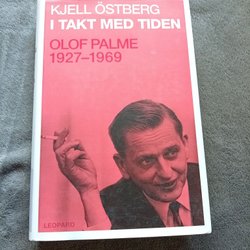 KJELL ÖSTBERG
I TAKT MED TIDEN
OLOF PALME
1927–1969
LEOPARD